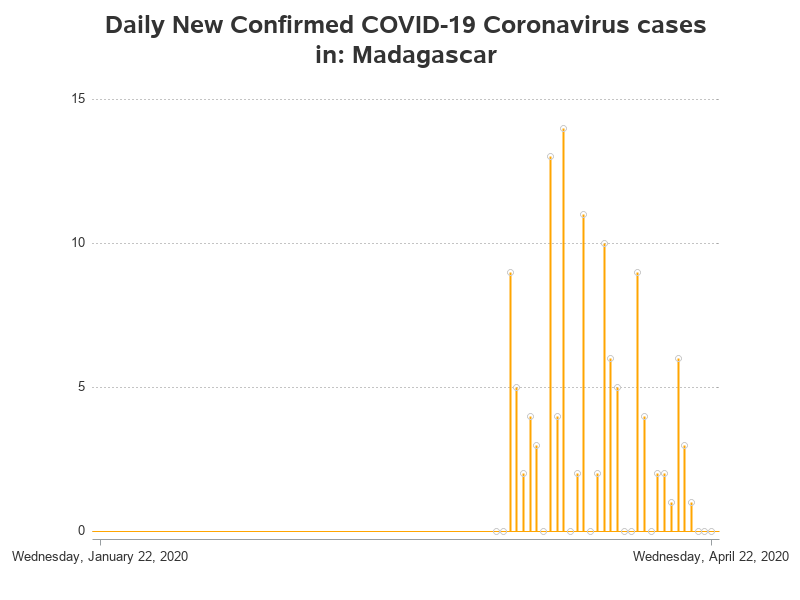 Daily New Confirmed COVID-19 Coronavirus cases
in: Madagascar
15
10
5
0
Wednesday, January 22, 2020 Wednesday, April 22, 2020